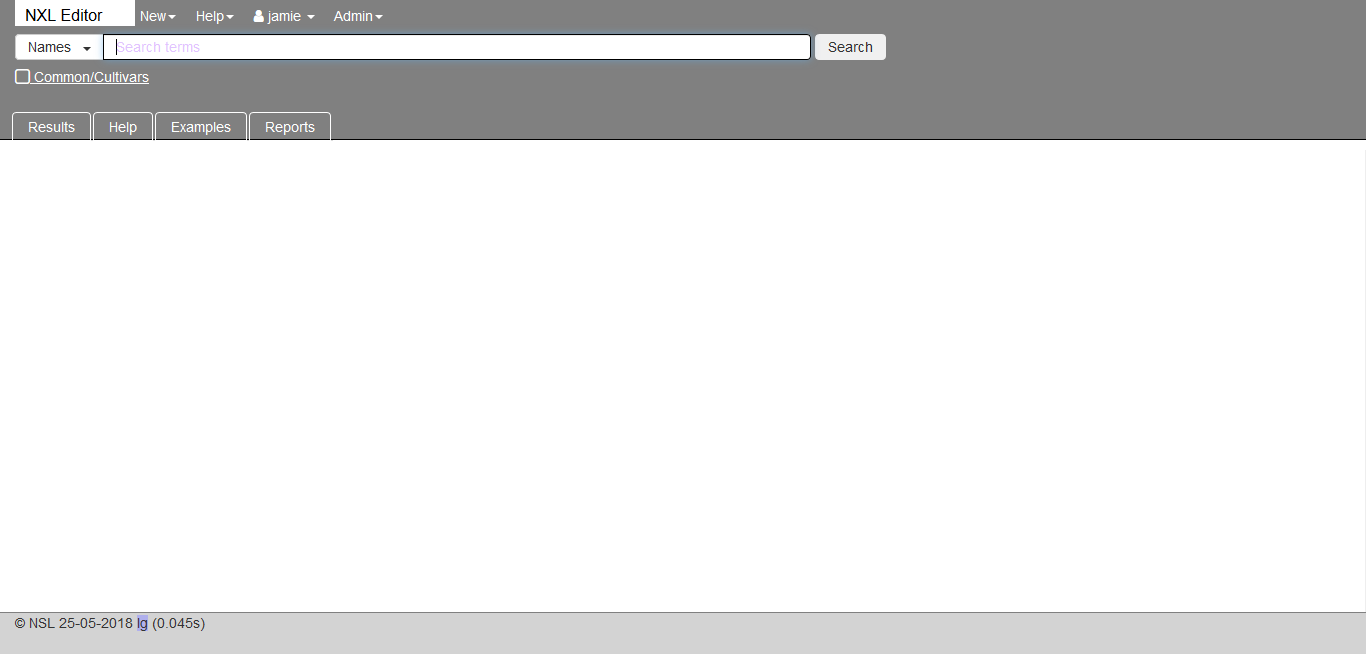 NXL Editor New Help jamie Admin
Names Search terms Search
Common/Cultivars
Results Help Examples Reports
© NSL 25-05-2018 lg (0.045s)